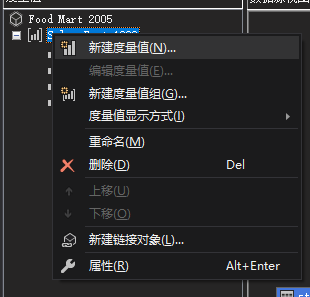 Food Mart 2005
新建度量值(N)...
编辑度量值(E)...
新建度量值组(G)...
度量值显示方式(I)
重命名(M)
删除(D) Del
上移(U)
下移(O)
新建链接对象(L)...
属性(R) Alt+Enter